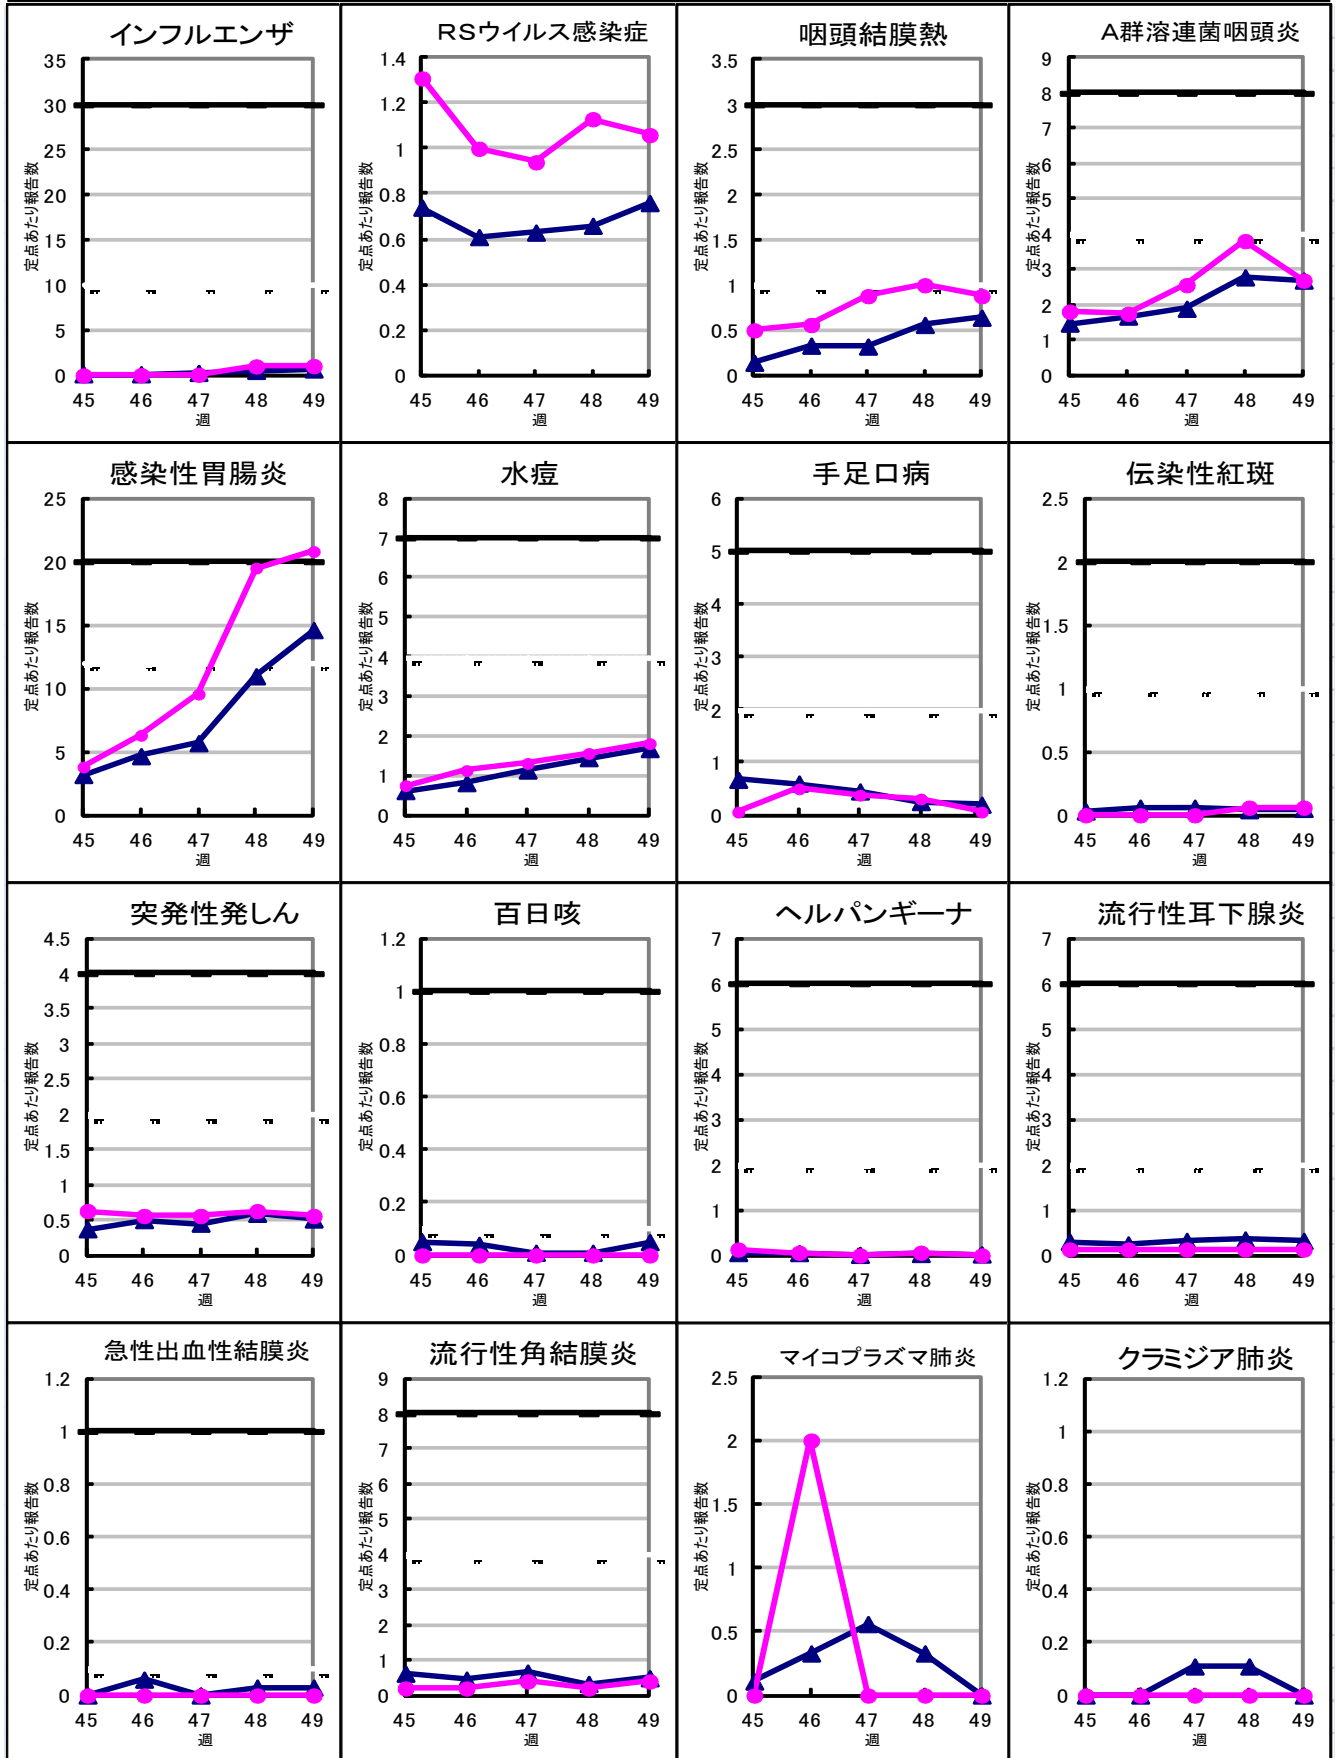 インフルエンザ
35
30
25
20
15
10
5
0
定点あたり報告数
45 46 47 48 49
週
RSウイルス感染症
1.4
1.2
1
0.8
0.6
0.4
0.2
0
定点あたり報告数
45 46 47 48 49
週
咽頭結膜熱
3.5
3
2.5
2
1.5
1
0.5
0
定点あたり報告数
45 46 47 48 49
週
A群溶連菌咽頭炎
9
8
7
6
5
4
3
2
1
0
定点あたり報告数
45 46 47 48 49
週
感染性胃腸炎
25
20
15
10
5
0
定点あたり報告数
45 46 47 48 49
週
水痘
8
7
6
5
4
3
2
1
0
定点あたり報告数
45 46 47 48 49
週
手足口病
6
5
4
3
2
1
0
定点あたり報告数
45 46 47 48 49
週
伝染性紅斑
2.5
2
1.5
1
0.5
0
定点あたり報告数
45 46 47 48 49
週
突発性発しん
4.5
4
3.5
3
2.5
2
1.5
1
0.5
0
定点あたり報告数
45 46 47 48 49
週
百日咳
1.2
1
0.8
0.6
0.4
0.2
0
定点あたり報告数
45 46 47 48 49
週
ヘルパンギーナ
7
6
5
4
3
2
1
0
定点あたり報告数
45 46 47 48 49
週
流行性耳下腺炎
7
6
5
4
3
2
1
0
定点あたり報告数
45 46 47 48 49
週
急性出血性結膜炎
1.2
1
0.8
0.6
0.4
0.2
0
定点あたり報告数
45 46 47 48 49
週
流行性角結膜炎
9
8
7
6
5
4
3
2
1
0
定点あたり報告数
45 46 47 48 49
週
マイコプラズマ肺炎
2.5
2
1.5
1
0.5
0
定点あたり報告数
45 46 47 48 49
週
クラミジア肺炎
1.2
1
0.8
0.6
0.4
0.2
0
定点あたり報告数
45 46 47 48 49
週